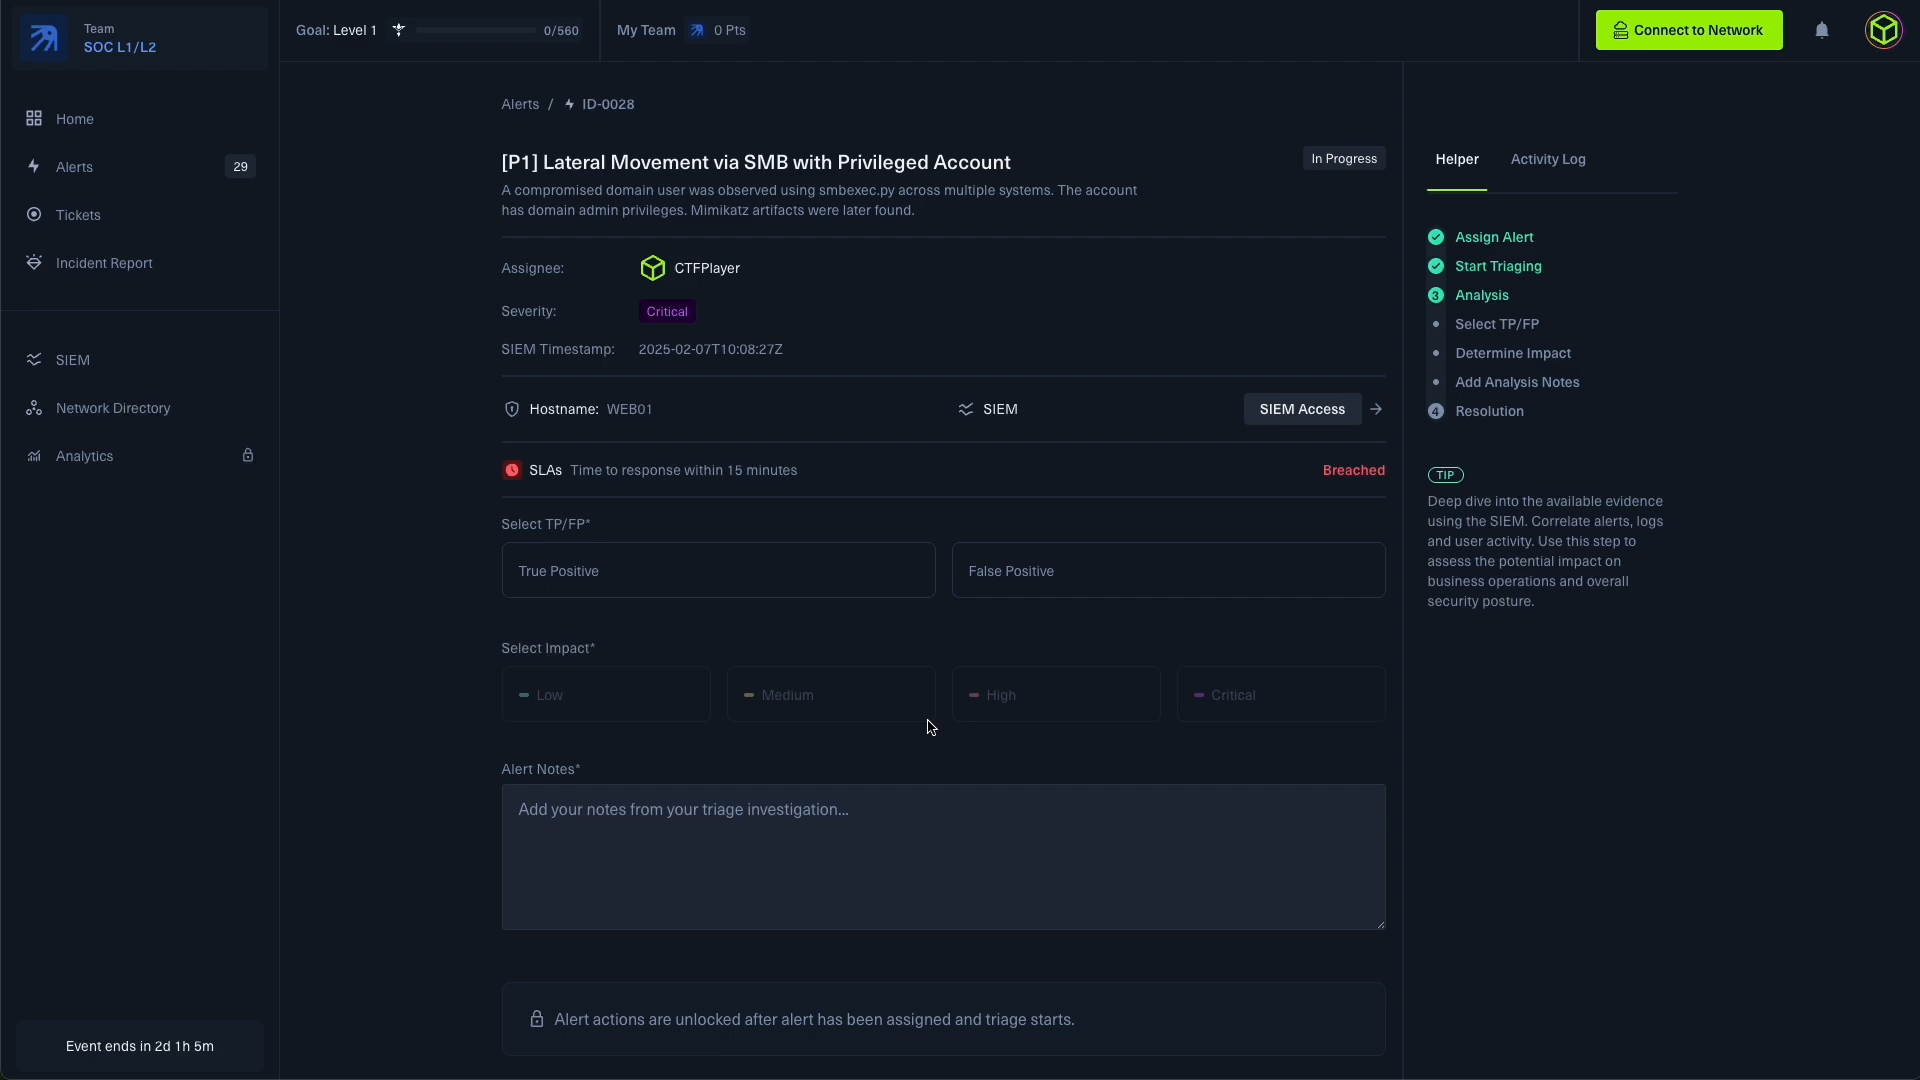 Team
SOC L1/L2
Goal: Level 1
0/560
My Team
0 Pts
Connect to Network
Home
Alerts
29
Tickets
Incident Report
SIEM
Network Directory
Analytics
Event ends in 2d 1h 5m
Alerts / ID-0028
[P1] Lateral Movement via SMB with Privileged Account
In Progress
A compromised domain user was observed using smbexec.py across multiple systems. The account
has domain admin privileges. Mimikatz artifacts were later found.
Assignee: CTFPlayer
Severity: Critical
SIEM Timestamp: 2025-02-07T10:08:27Z
Hostname: WEB01
SIEM
SIEM Access
SLAs Time to response within 15 minutes
Breached
Select TP/FP*
True Positive
False Positive
Select Impact*
Low
Medium
High
Critical
Alert Notes*
Add your notes from your triage investigation...
Alert actions are unlocked after alert has been assigned and triage starts.
Helper
Activity Log
Assign Alert
Start Triaging
3 Analysis
Select TP/FP
Determine Impact
Add Analysis Notes
4 Resolution
TIP
Deep dive into the available evidence
using the SIEM. Correlate alerts, logs
and user activity. Use this step to
assess the potential impact on
business operations and overall
security posture.